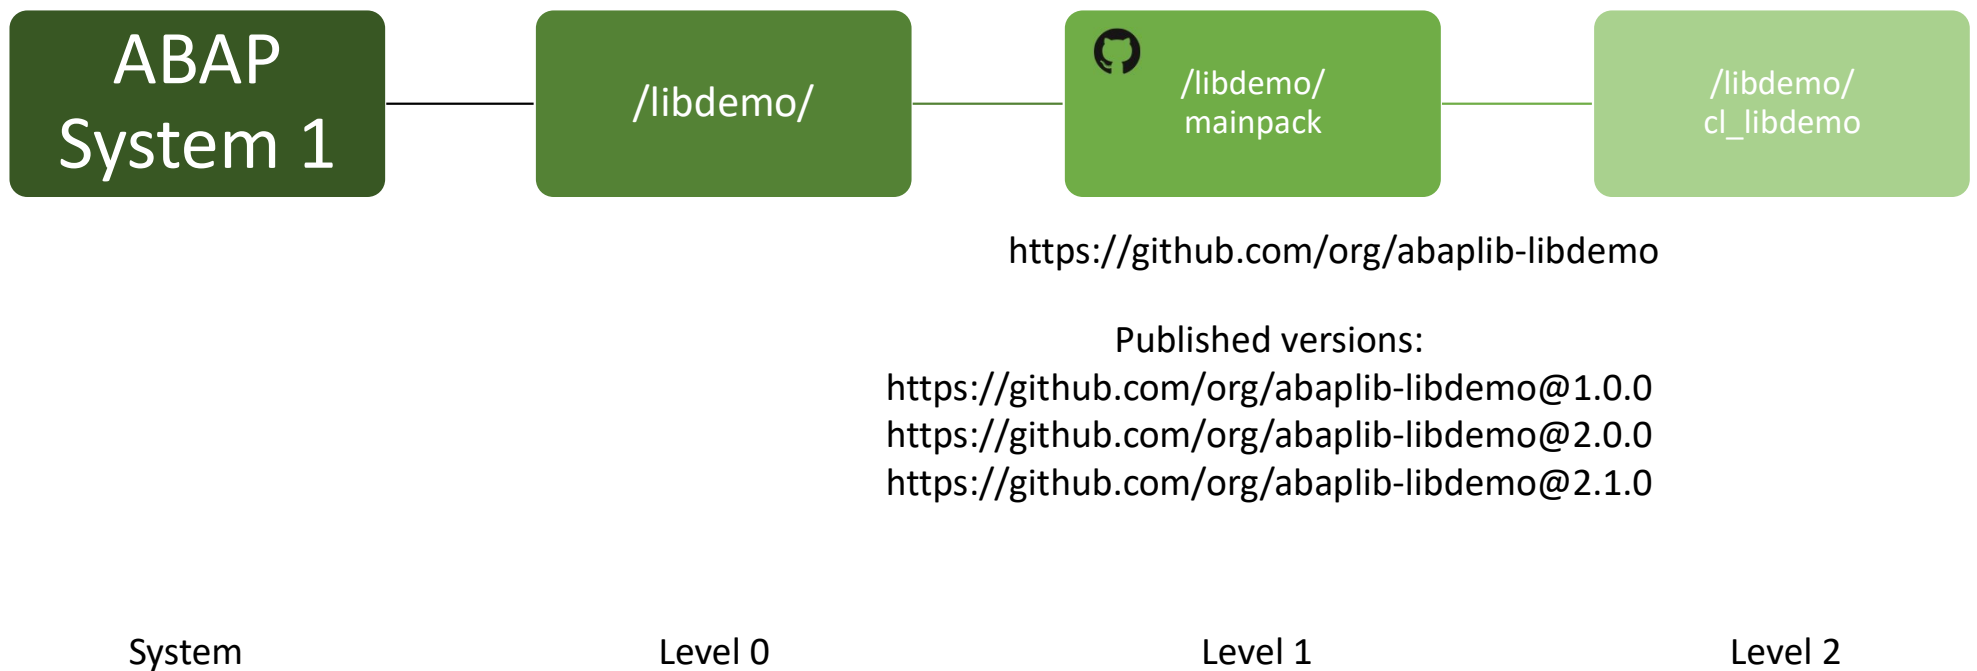 ABAP
System 1
/libdemo/
/libdemo/
mainpack
/libdemo/
cl_libdemo
https://github.com/org/abaplib-libdemo
Published versions:
https://github.com/org/abaplib-libdemo@1.0.0
https://github.com/org/abaplib-libdemo@2.0.0
https://github.com/org/abaplib-libdemo@2.1.0
System
Level 0
Level 1
Level 2